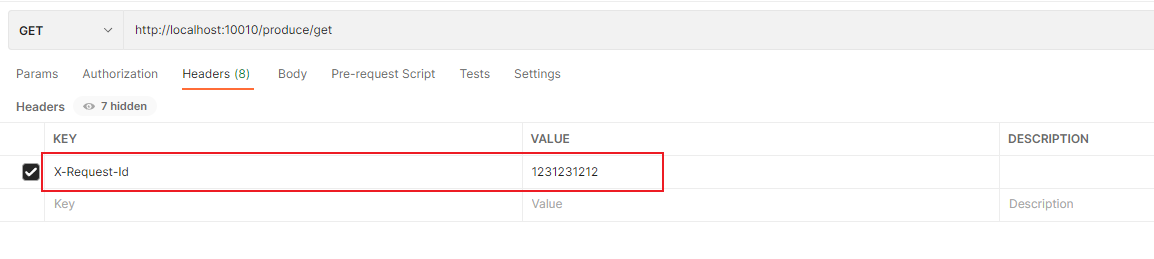 GET http://localhost:10010/produce/get
Params Authorization Headers (8) Body Pre-request Script Tests Settings
Headers 7 hidden
KEY VALUE DESCRIPTION
X-Request-Id 1231231212
Key Value Description